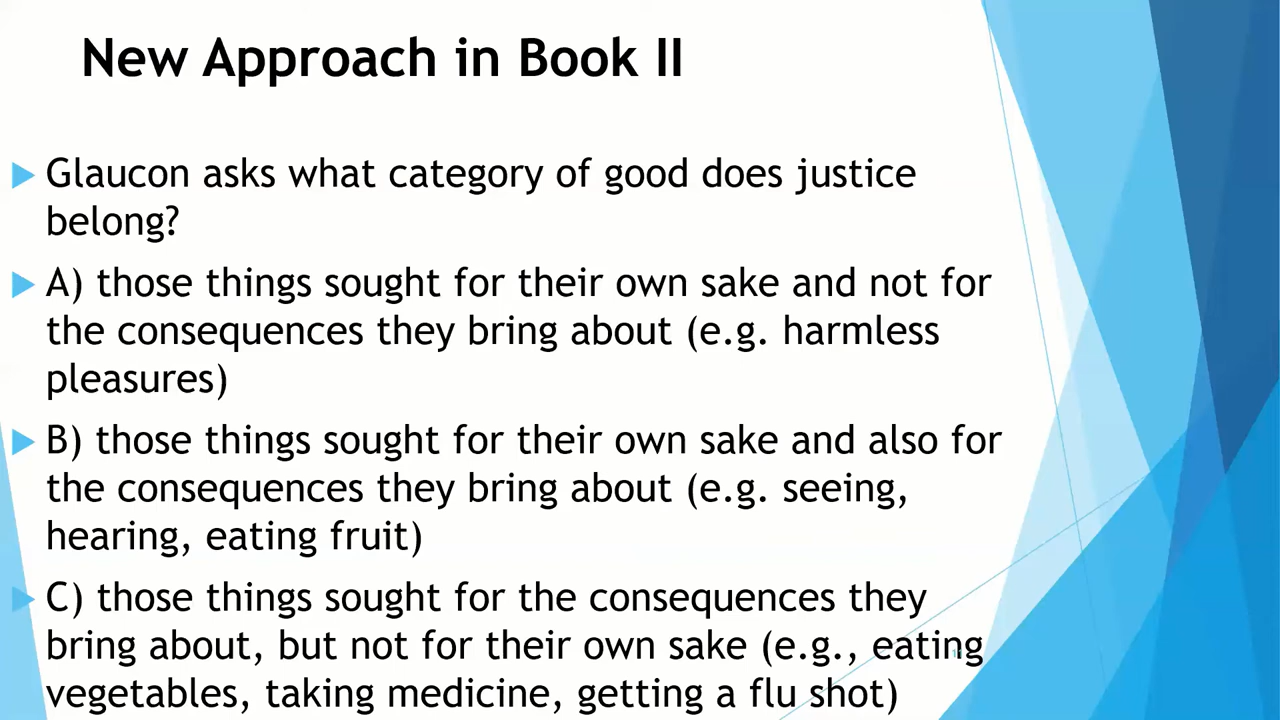 New Approach in Book II
Glaucon asks what category of good does justice
belong?
A) those things sought for their own sake and not for
the consequences they bring about (e.g. harmless
pleasures)
B) those things sought for their own sake and also for
the consequences they bring about (e.g. seeing,
hearing, eating fruit)
C) those things sought for the consequences they
bring about, but not for their own sake (e.g., eating
vegetables, taking medicine, getting a flu shot)